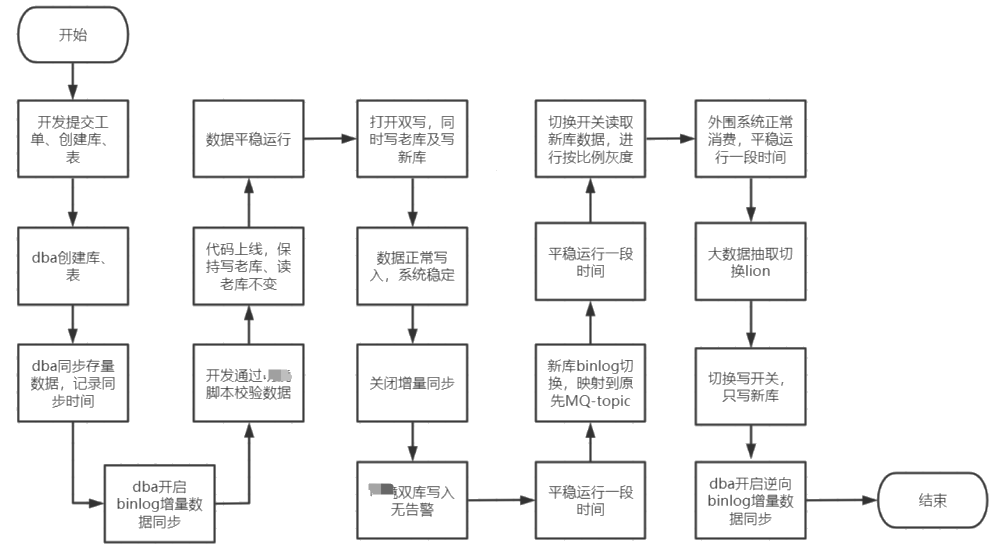 开始
开发提交工
单、创建库、
表
dba创建库、
表
dba同步存量
数据，记录同
步时间
dba开启
binlog增量数
据同步
开发通过
脚本校验数据
代码上线，保
持写老库、读
老库不变
数据平稳运行
打开双写，同
时写老库及写
新库
数据正常写
入，系统稳定
关闭增量同步
双库写入
无告警
平稳运行一段
时间
新库binlog切
换，映射到原
先MQ-topic
平稳运行一段
时间
切换开关读取
新库数据，进
行按比例灰度
外围系统正常
消费，平稳运
行一段时间
大数据抽取切
换lion
切换写开关，
只写新库
dba开启逆向
binlog增量数
据同步
结束